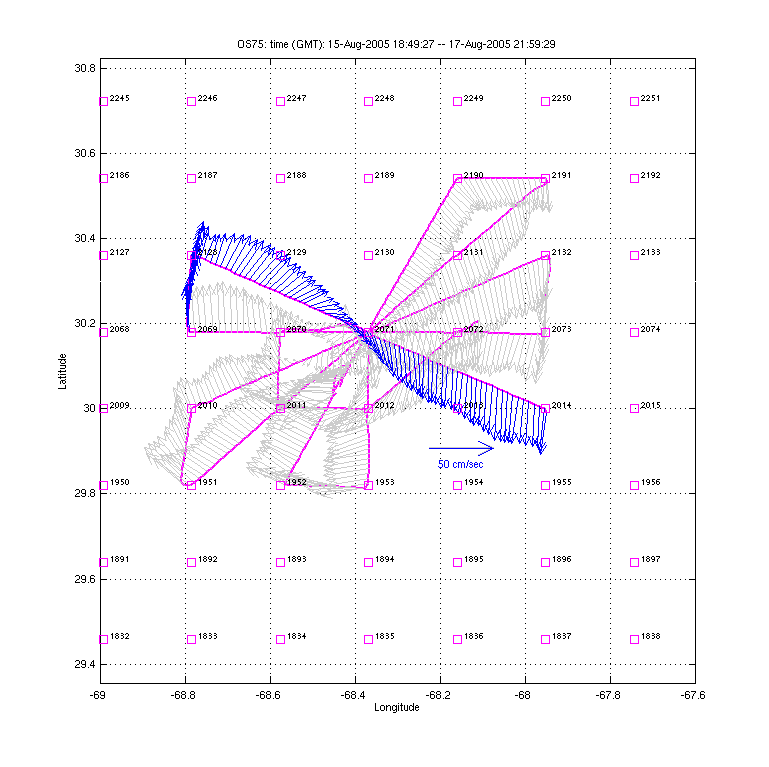 OS75: time (GMT): 15-Aug-2005 18:49:27 -- 17-Aug-2005 21:59:29
30.8
2245 2246 2247 2248 2249 2250 2251
30.6
2186 2187 2188 2189 2190 2191 2192
30.4
2127 2128 2129 2130 2131 2132 2133
30.2
2068 2069 2070 2071 2072 2073 2074
Latitude
30
2009 2010 2011 2012 2013 2014 2015
50 cm/sec
1950 1951 1952 1953 1954 1955 1956
29.8
1891 1892 1893 1894 1895 1896 1897
29.6
1832 1833 1834 1835 1836 1837 1838
29.4
-69 -68.8 -68.6 -68.4 -68.2 -68 -67.8 -67.6
Longitude